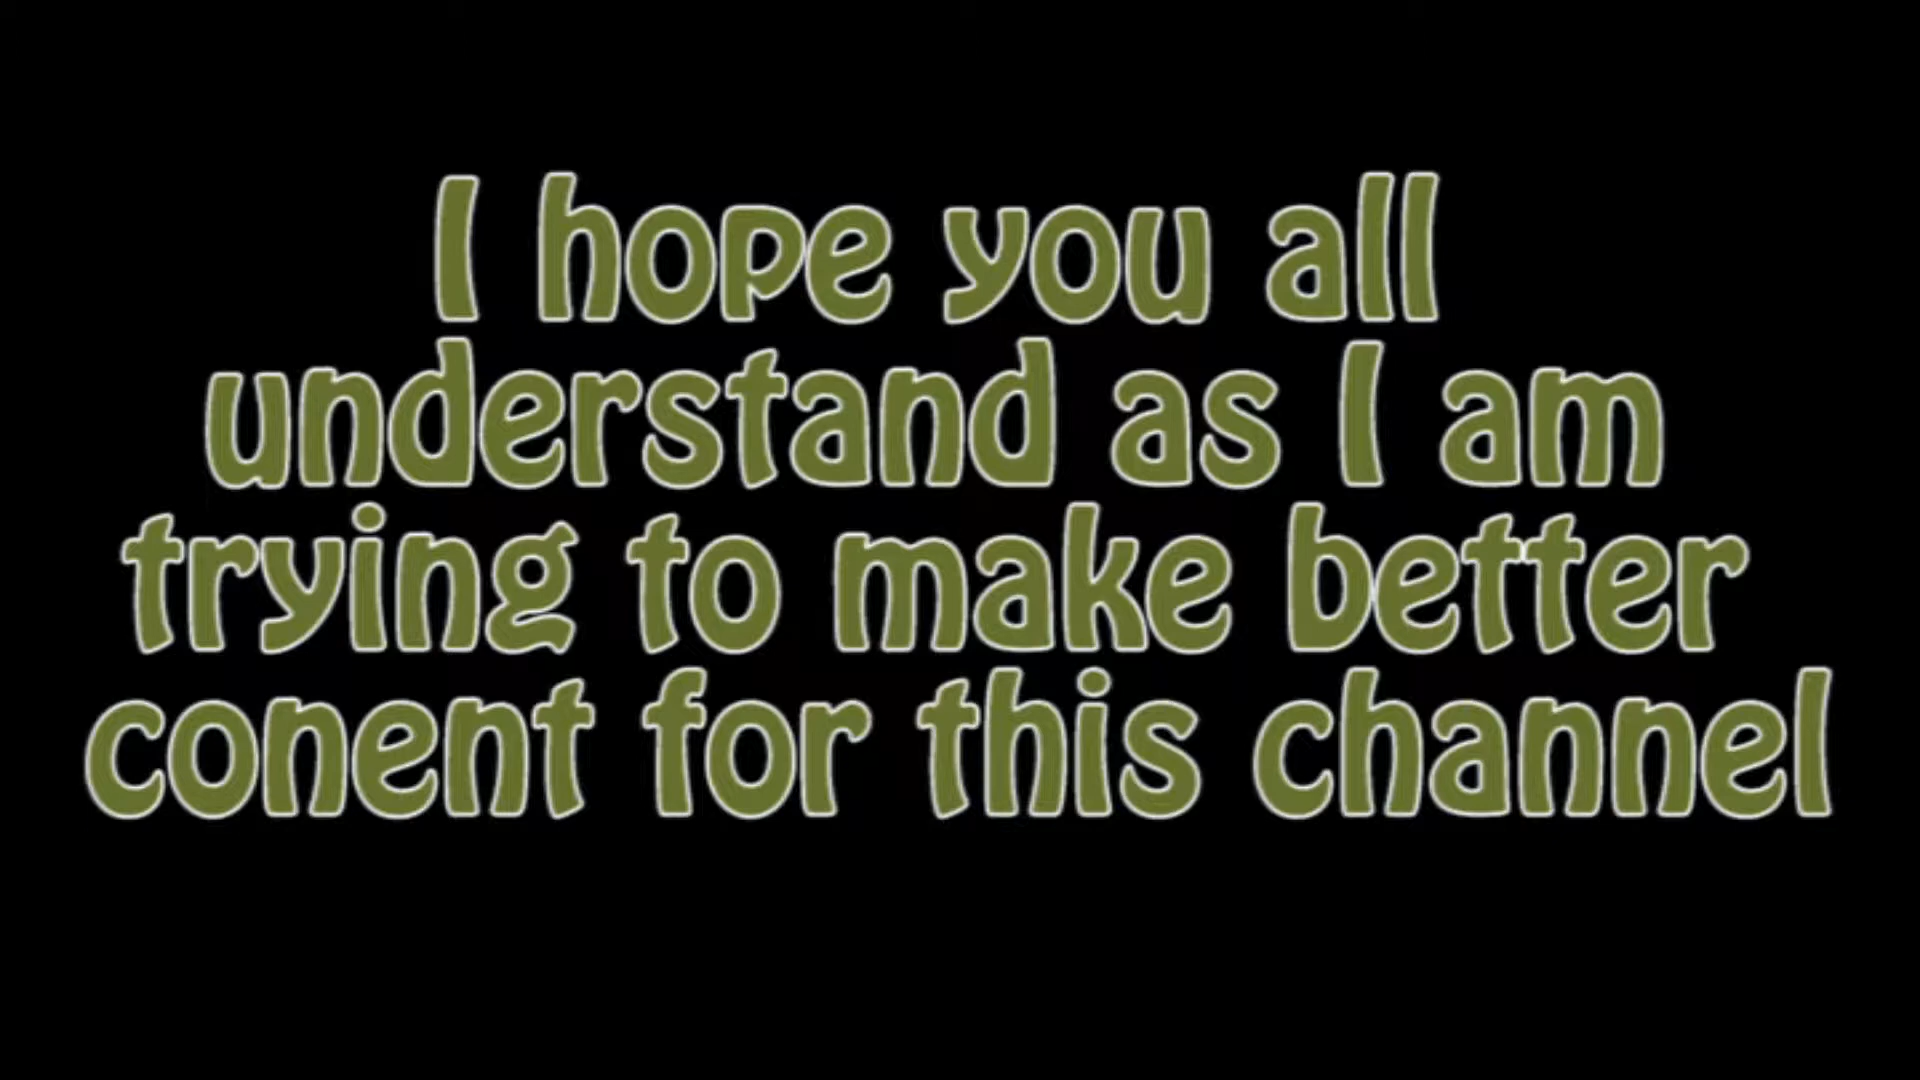 I hope you all
understand as I am
trying to make better
conent for this channel